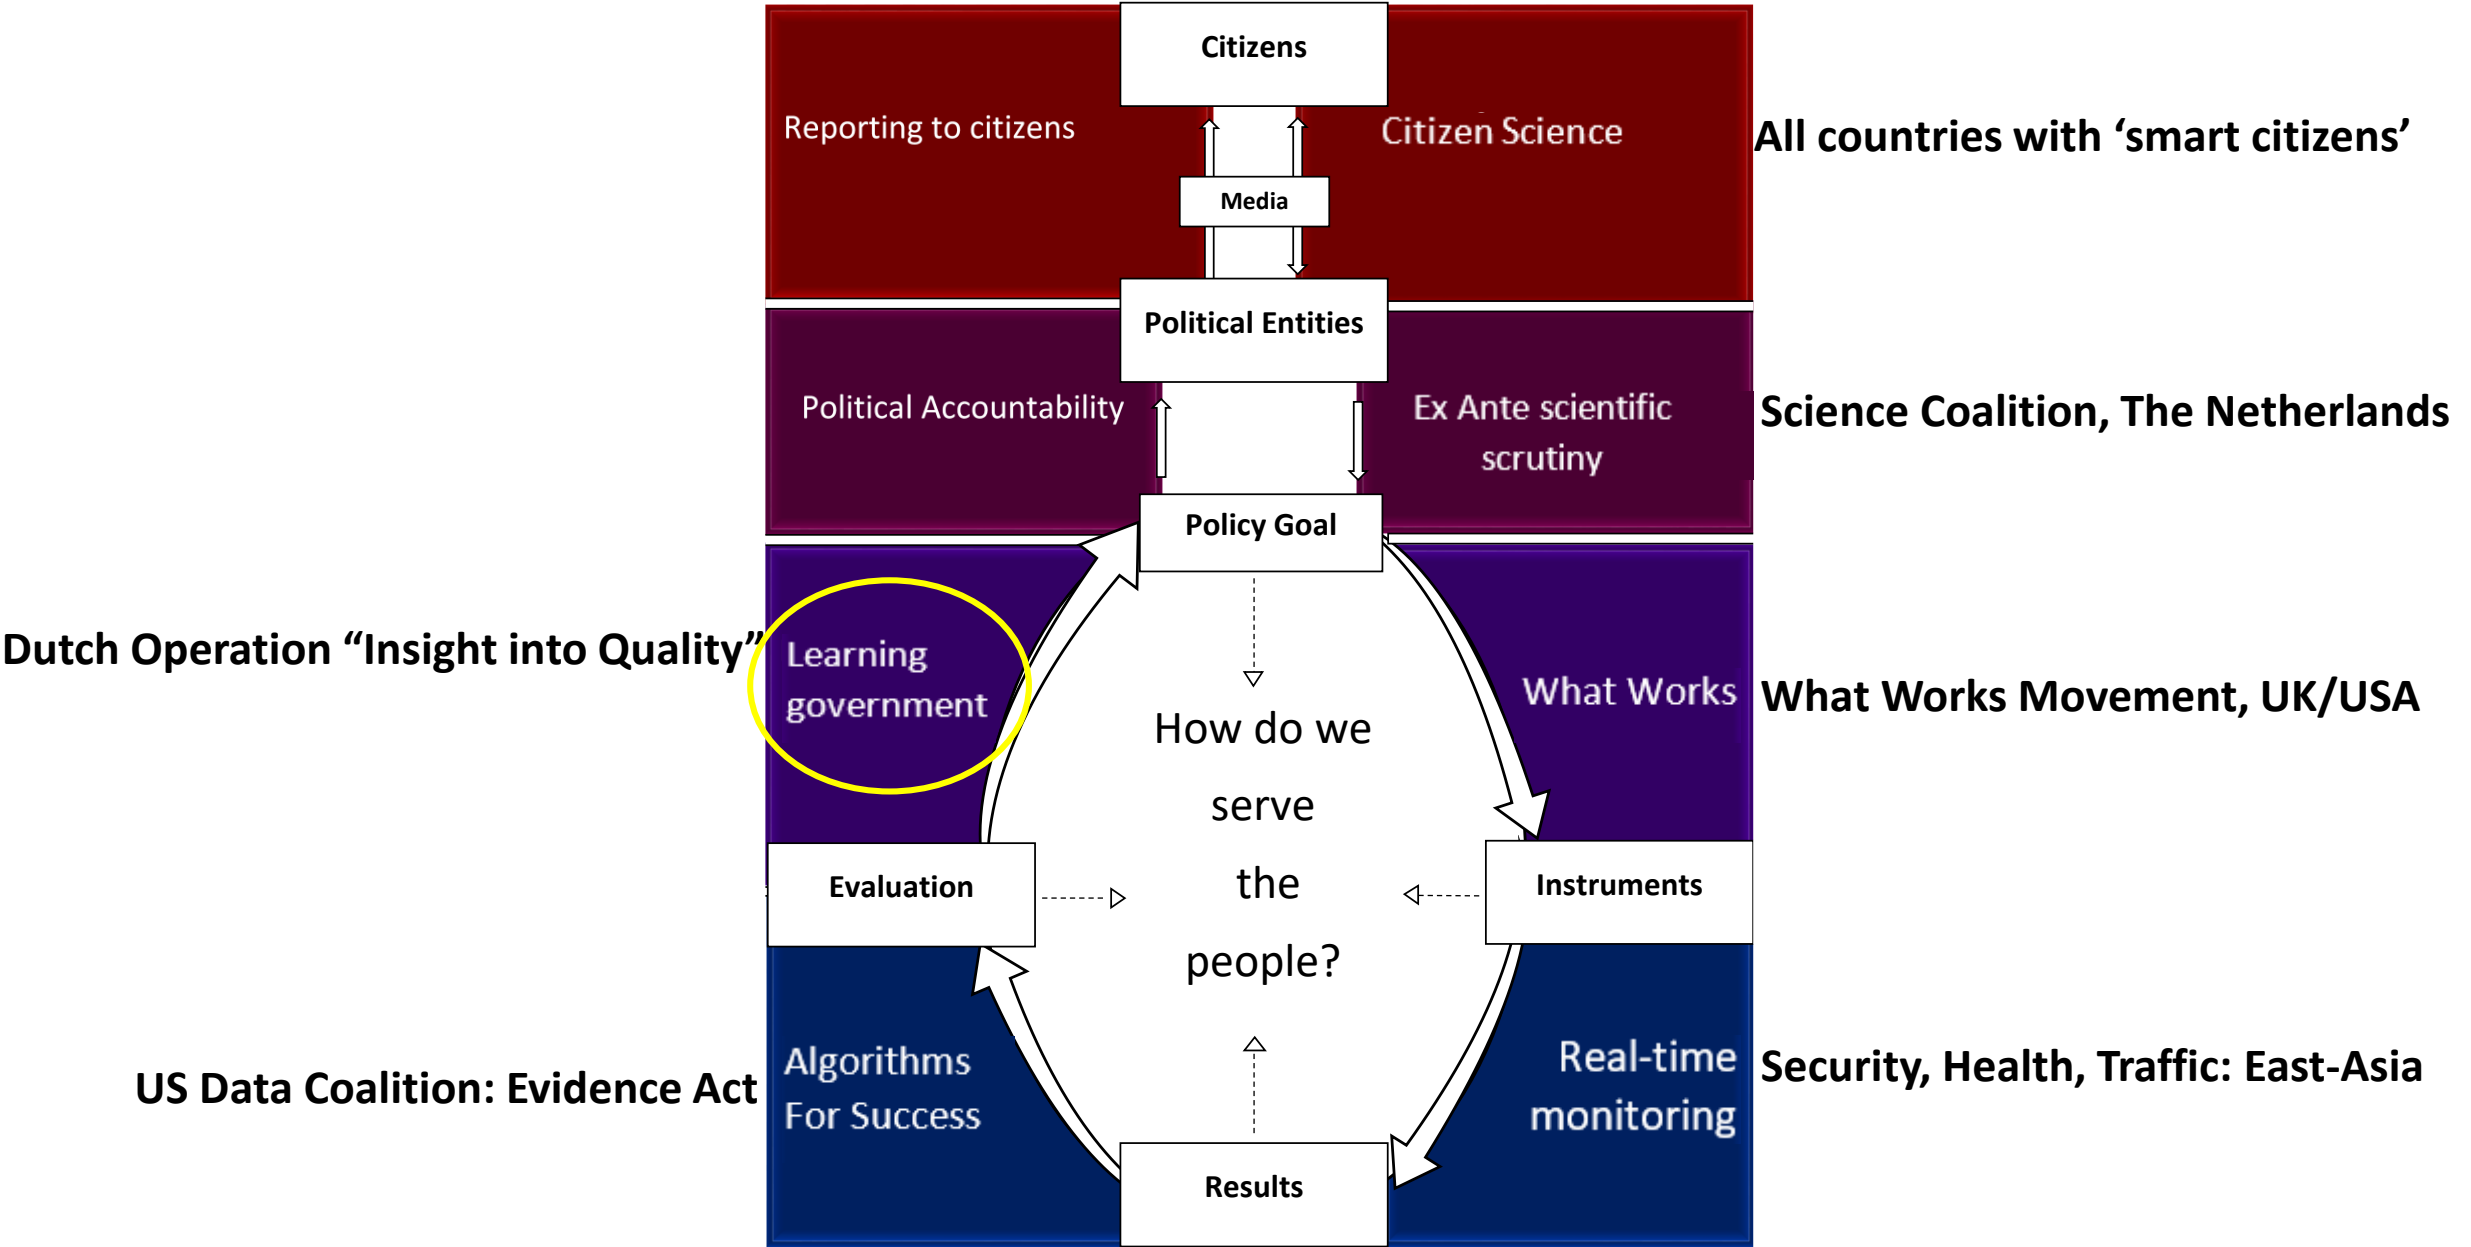 Citizens
Reporting to citizens
Citizen Science
All countries with ‘smart citizens’
Media
Political Entities
Political Accountability
Ex Ante scientific
scrutiny
Science Coalition, The Netherlands
Policy Goal
Dutch Operation “Insight into Quality”
Learning
government
What Works
What Works Movement, UK/USA
How do we
serve
the
people?
Evaluation
Instruments
US Data Coalition: Evidence Act
Algorithms
For Success
Real-time
monitoring
Security, Health, Traffic: East-Asia
Results